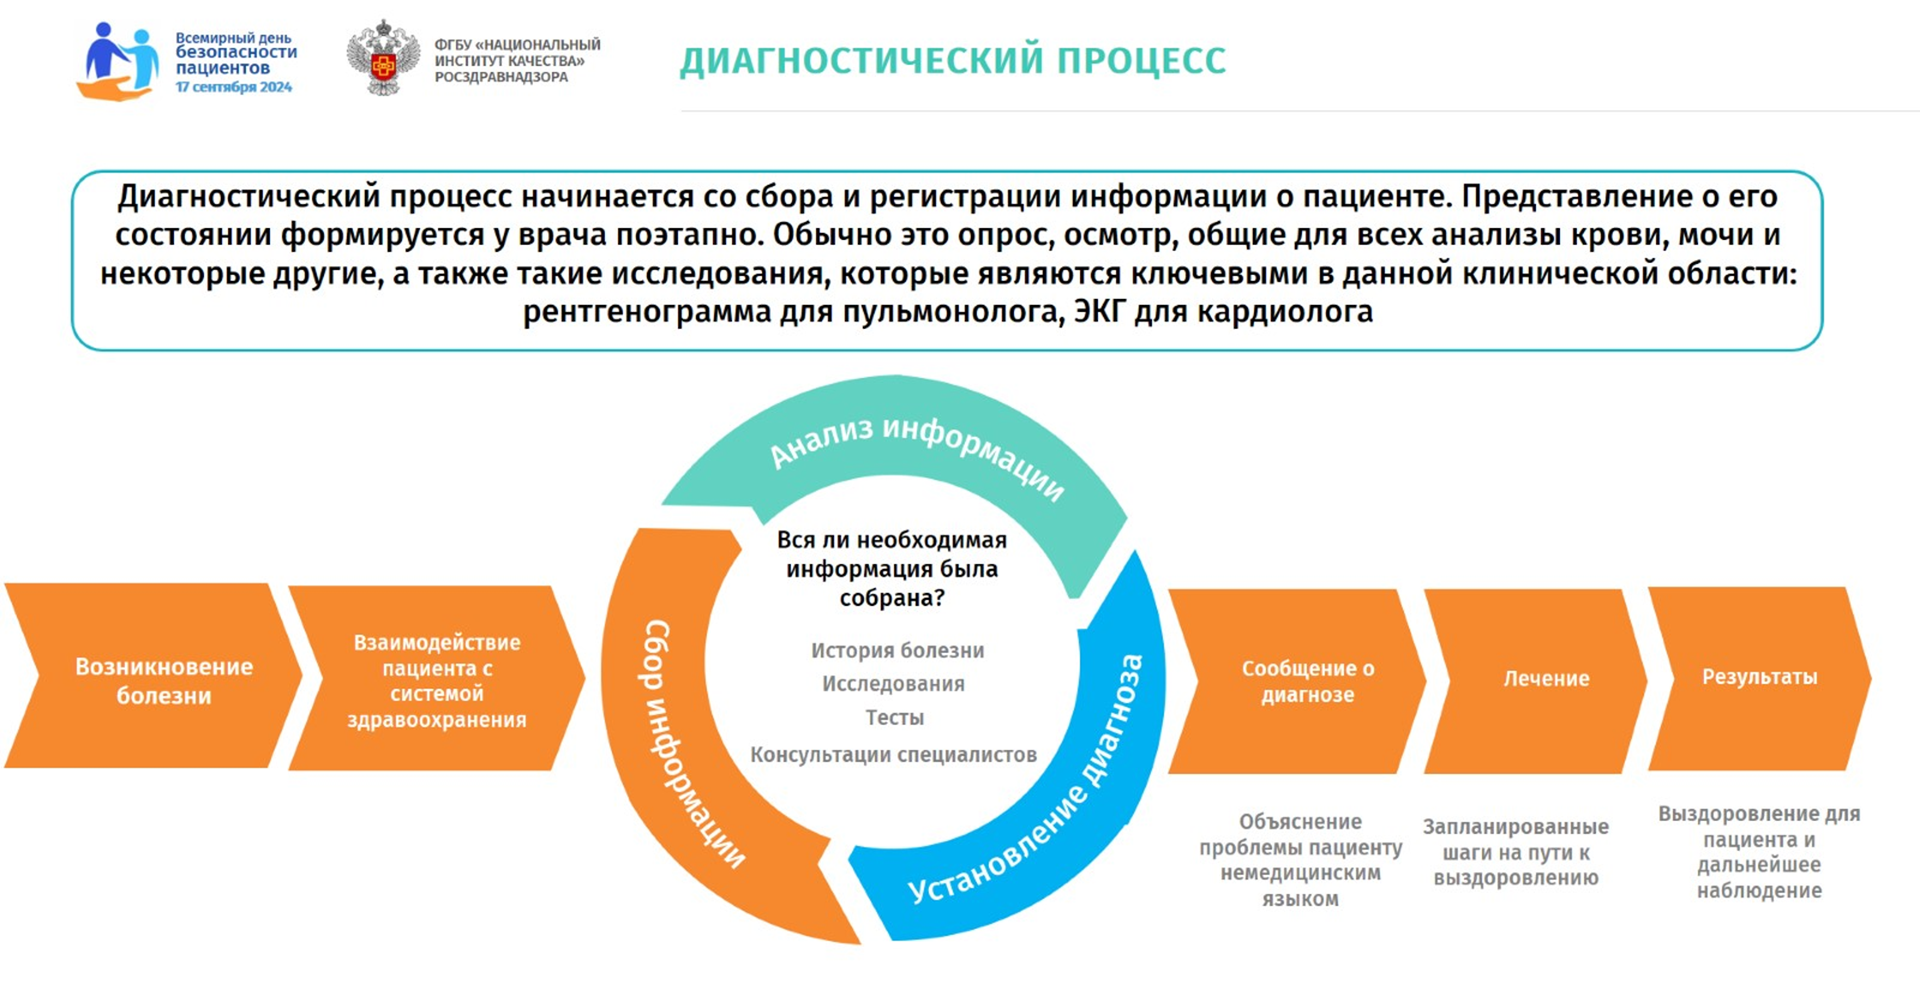 Всемирный день
безопасности
пациентов
17 сентября 2024
ФГБУ «НАЦИОНАЛЬНЫЙ
ИНСТИТУТ КАЧЕСТВА»
РОСЗДРАВНАДЗОРА
ДИАГНОСТИЧЕСКИЙ ПРОЦЕСС
Диагностический процесс начинается со сбора и регистрации информации о пациенте. Представление о его
состоянии формируется у врача поэтапно. Обычно это опрос, осмотр, общие для всех анализы крови, мочи и
некоторые другие, а также такие исследования, которые являются ключевыми в данной клинической области:
рентгенограмма для пульмонолога, ЭКГ для кардиолога
Возникновение
болезни
Взаимодействие
пациента с
системой
здравоохранения
Сбор информации
Анализ информации
Установление диагноза
Вся ли необходимая
информация была
собрана?
История болезни
Исследования
Тесты
Консультации специалистов
Сообщение о
диагнозе
Объяснение
проблемы пациенту
немедицинским
языком
Лечение
Запланированные
шаги на пути к
выздоровлению
Результаты
Выздоровление для
пациента и
дальнейшее
наблюдение